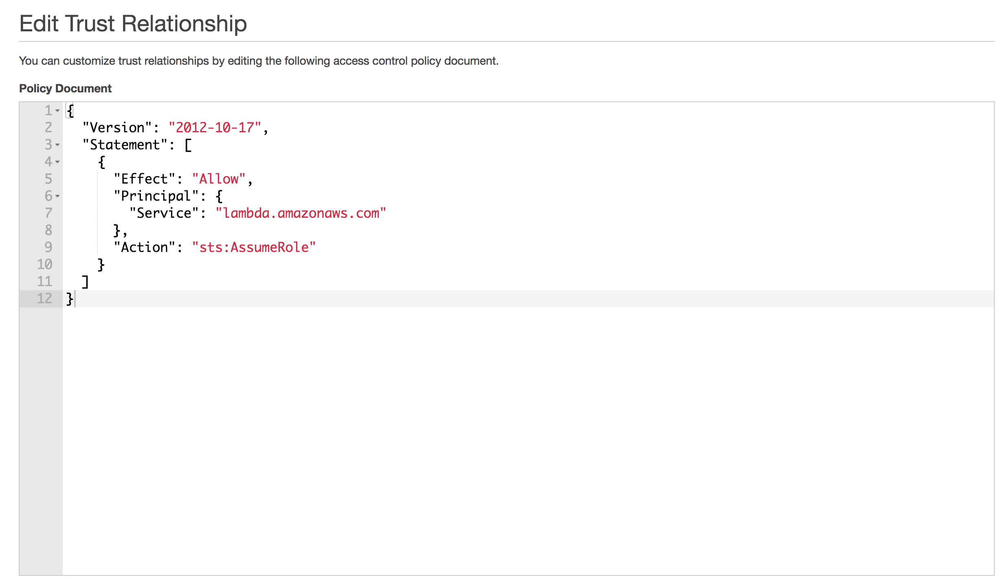 Edit Trust Relationship
You can customize trust relationships by editing the following access control policy document.
Policy Document
1 {
2   "Version": "2012-10-17",
3   "Statement": [
4     {
5       "Effect": "Allow",
6       "Principal": {
7         "Service": "lambda.amazonaws.com"
8       },
9       "Action": "sts:AssumeRole"
10     }
11   ]
12 }